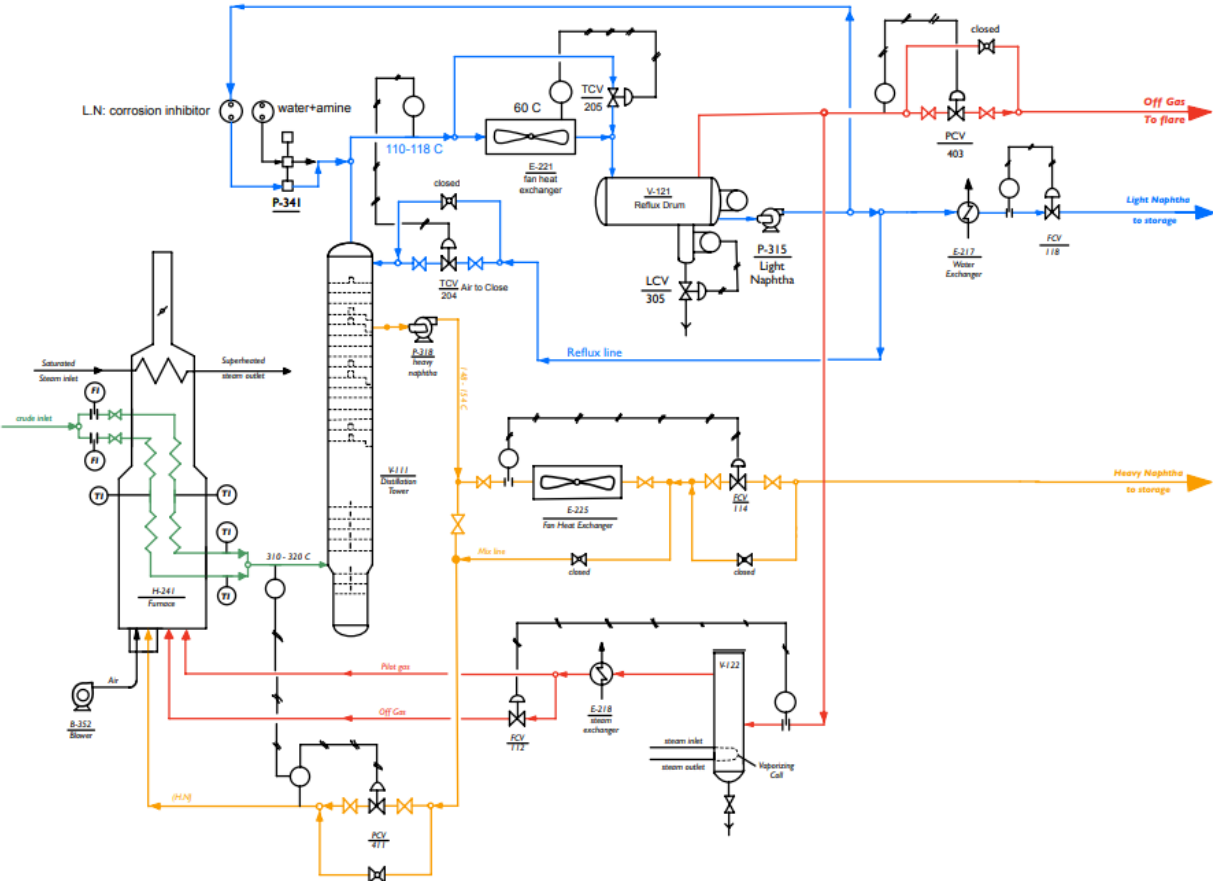 closed
L.N: corrosion inhibitor
water+amine
60 C
TCV
205
Off Gas
To flare
PCV
403
110-118 C
E-221
fan heat
exchanger
P-341
closed
V-121
Reflux Drum
P-315
Light
Naphtha
Light Naphtha
to storage
E-217
Water
Exchanger
FCV
118
TCV
204
Air to Close
LCV
305
P-318
heavy
naphtha
Reflux line
Saturated
Steam inlet
Superheated
steam outlet
FI
crude inlet
FI
148 - 154 C
V-111
Distillation
Tower
Heavy Naphtha
to storage
TI
TI
E-225
Fan Heat Exchanger
FCV
114
TI
310 - 320 C
Mix line
closed
closed
TI
H-241
Furnace
Pilot gas
V-122
Air
B-352
Blower
Off Gas
FCV
112
E-218
steam
exchanger
steam inlet
steam outlet
Vaporizing
Coil
(H.N)
PCV
411